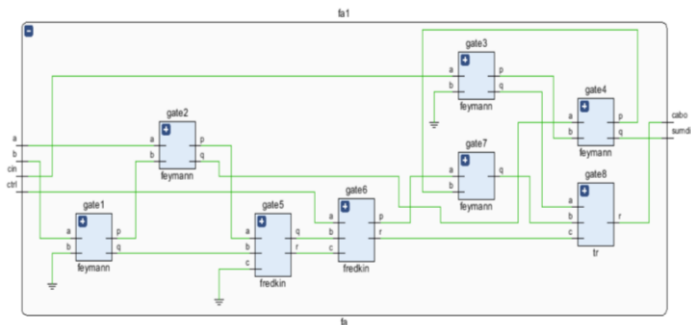 fa1
gate3
a
p
b
q
feymann
gate4
a
p
b
q
feymann
cabo
sumdi
gate2
a
p
b
q
feymann
a
b
cin
ctrl
gate7
a
q
b
feymann
gate8
a
b
r
c
tr
gate6
a
p
b
r
c
fredkin
gate1
a
p
b
q
feymann
gate5
a
b
q
r
c
fredkin
fa